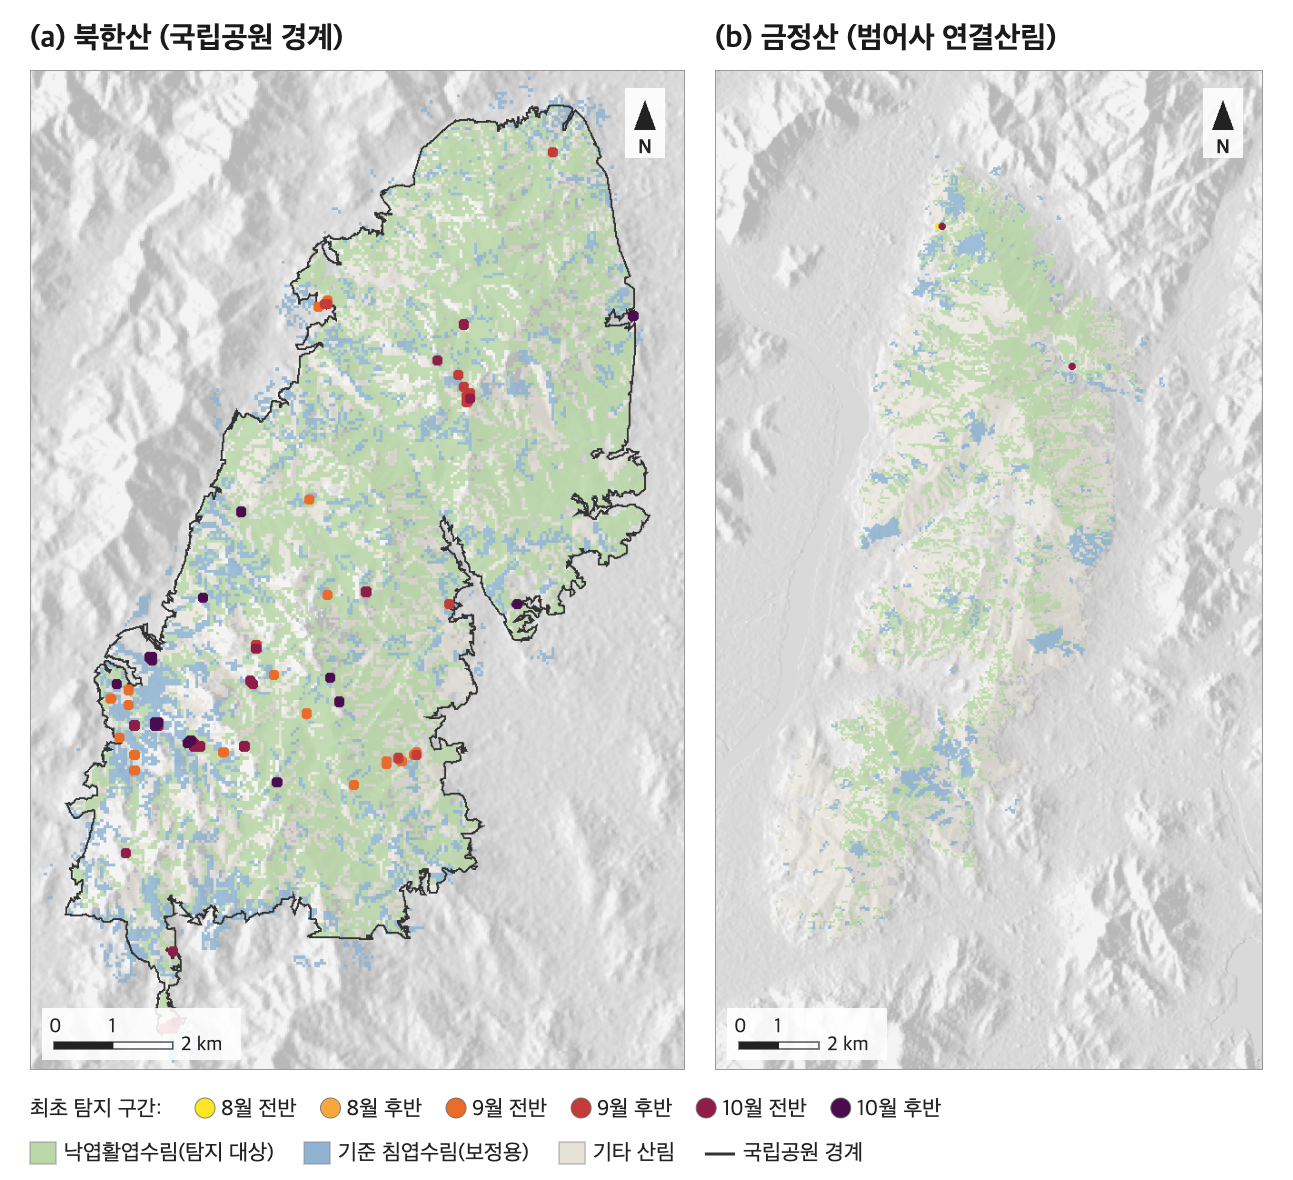 (a) 북한산 (국립공원 경계)
(b) 금정산 (범어사 연결산림)
N
N
0 1 2 km
0 1 2 km
최초 탐지 구간: 8월 전반 8월 후반 9월 전반 9월 후반 10월 전반 10월 후반
낙엽활엽수림(탐지 대상) 기준 침엽수림(보정용) 기타 산림 국립공원 경계